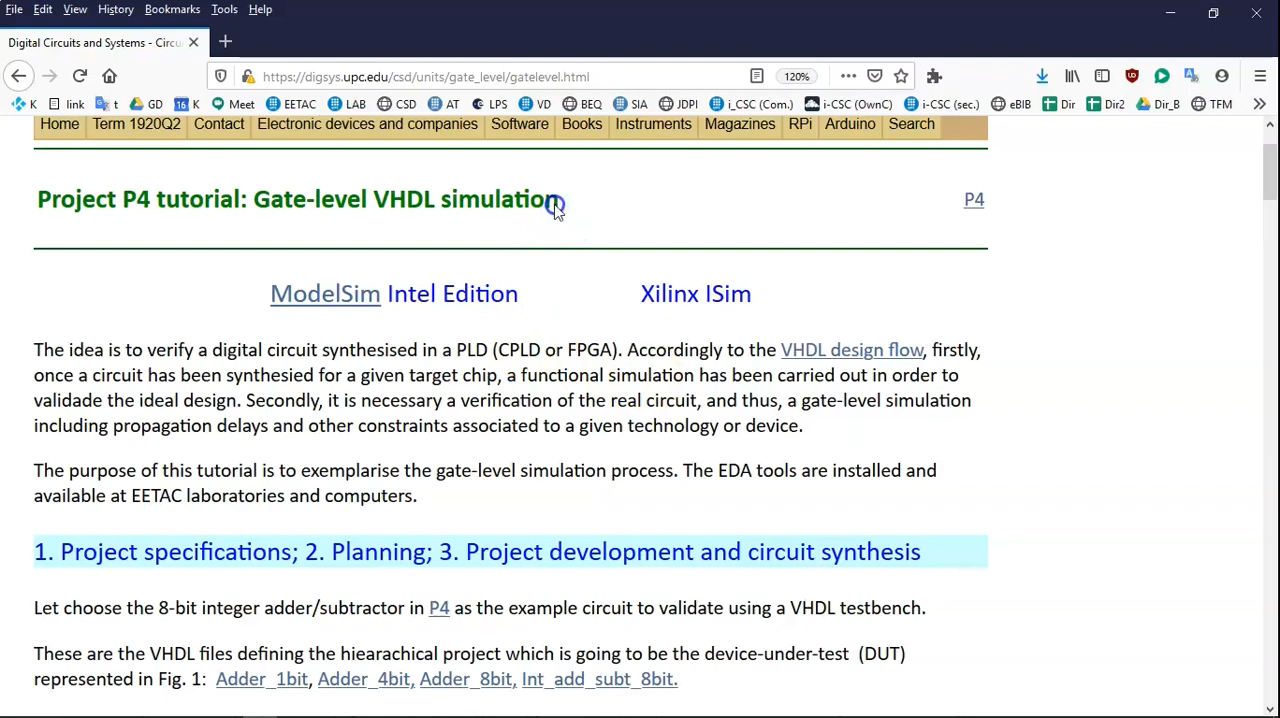 File Edit View History Bookmarks Tools Help
Digital Circuits and Systems - Circu
https://digsys.upc.edu/csd/units/gate_level/gatelevel.html 120%
K link t GD 16 K Meet EETAC LAB CSD AT LPS VD BEQ SIA JDPI i_CSC (Com.) i-CSC (OwnC) i-CSC (sec.) eBIB Dir Dir2 Dir_B TFM
Home Term 1920Q2 Contact Electronic devices and companies Software Books Instruments Magazines RPi Arduino Search
Project P4 tutorial: Gate-level VHDL simulation P4
ModelSim Intel Edition Xilinx ISim
The idea is to verify a digital circuit synthesised in a PLD (CPLD or FPGA). Accordingly to the VHDL design flow, firstly,
once a circuit has been synthesied for a given target chip, a functional simulation has been carried out in order to
validade the ideal design. Secondly, it is necessary a verification of the real circuit, and thus, a gate-level simulation
including propagation delays and other constraints associated to a given technology or device.
The purpose of this tutorial is to exemplarise the gate-level simulation process. The EDA tools are installed and
available at EETAC laboratories and computers.
1. Project specifications; 2. Planning; 3. Project development and circuit synthesis
Let choose the 8-bit integer adder/subtractor in P4 as the example circuit to validate using a VHDL testbench.
These are the VHDL files defining the hieararchical project which is going to be the device-under-test (DUT)
represented in Fig. 1: Adder_1bit, Adder_4bit, Adder_8bit, Int_add_subt_8bit.